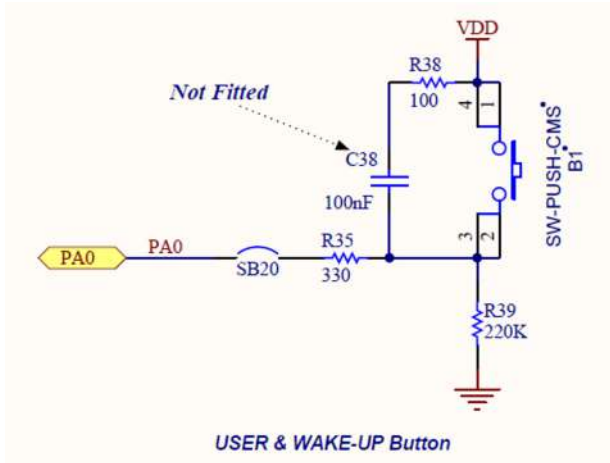 VDD
R38
100
Not Fitted
4
1
C38
100nF
SW-PUSH-CMS
B1
PA0
PA0
SB20
R35
330
3
2
R39
220K
USER & WAKE-UP Button